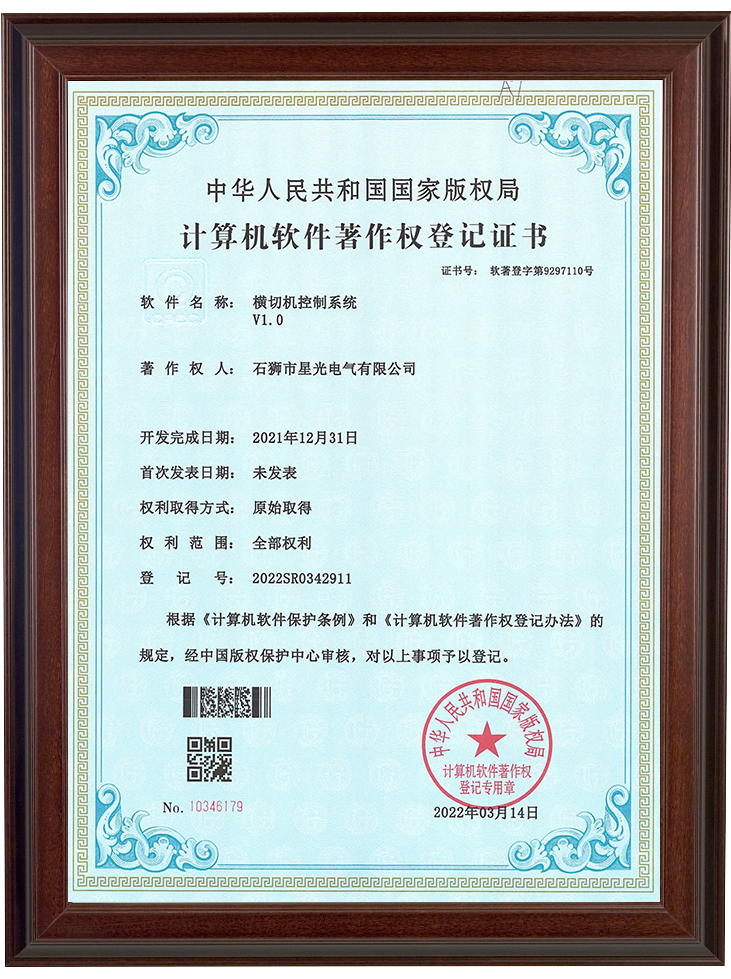 A1
中华人民共和国国家版权局
计算机软件著作权登记证书
证书号： 软著登字第9297110号
软件名称： 横切机控制系统
V1.0
著作权人： 石狮市星光电气有限公司
开发完成日期： 2021年12月31日
首次发表日期： 未发表
权利取得方式： 原始取得
权利范围： 全部权利
登记号： 2022SR0342911
根据《计算机软件保护条例》和《计算机软件著作权登记办法》的
规定，经中国版权保护中心审核，对以上事项予以登记。
中华人民共和国国家版权局
计算机软件著作权
登记专用章
No. 10346179
2022年03月14日